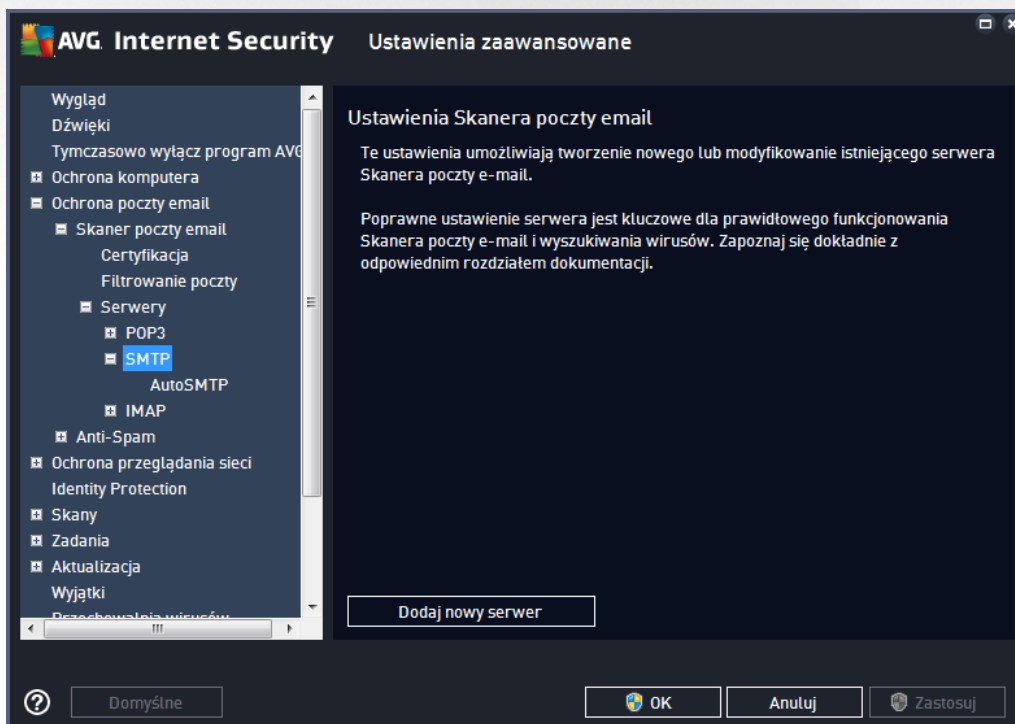 AVG. Internet Security Ustawienia zaawansowane
Wygląd
Dźwięki
Tymczasowo wyłącz program AVG
Ochrona komputera
Ochrona poczty email
Skaner poczty email
Certyfikacja
Filtrowanie poczty
Serwery
POP3
SMTP
AutoSMTP
IMAP
Anti-Spam
Ochrona przeglądania sieci
Identity Protection
Skany
Zadania
Aktualizacja
Wyjątki
Przechowalnia wirusów
Ustawienia Skanera poczty email
Te ustawienia umożliwiają tworzenie nowego lub modyfikowanie istniejącego serwera
Skanera poczty e-mail.
Poprawne ustawienie serwera jest kluczowe dla prawidłowego funkcjonowania
Skanera poczty e-mail i wyszukiwania wirusów. Zapoznaj się dokładnie z
odpowiednim rozdziałem dokumentacji.
Dodaj nowy serwer
Domyślne
OK
Anuluj
Zastosuj